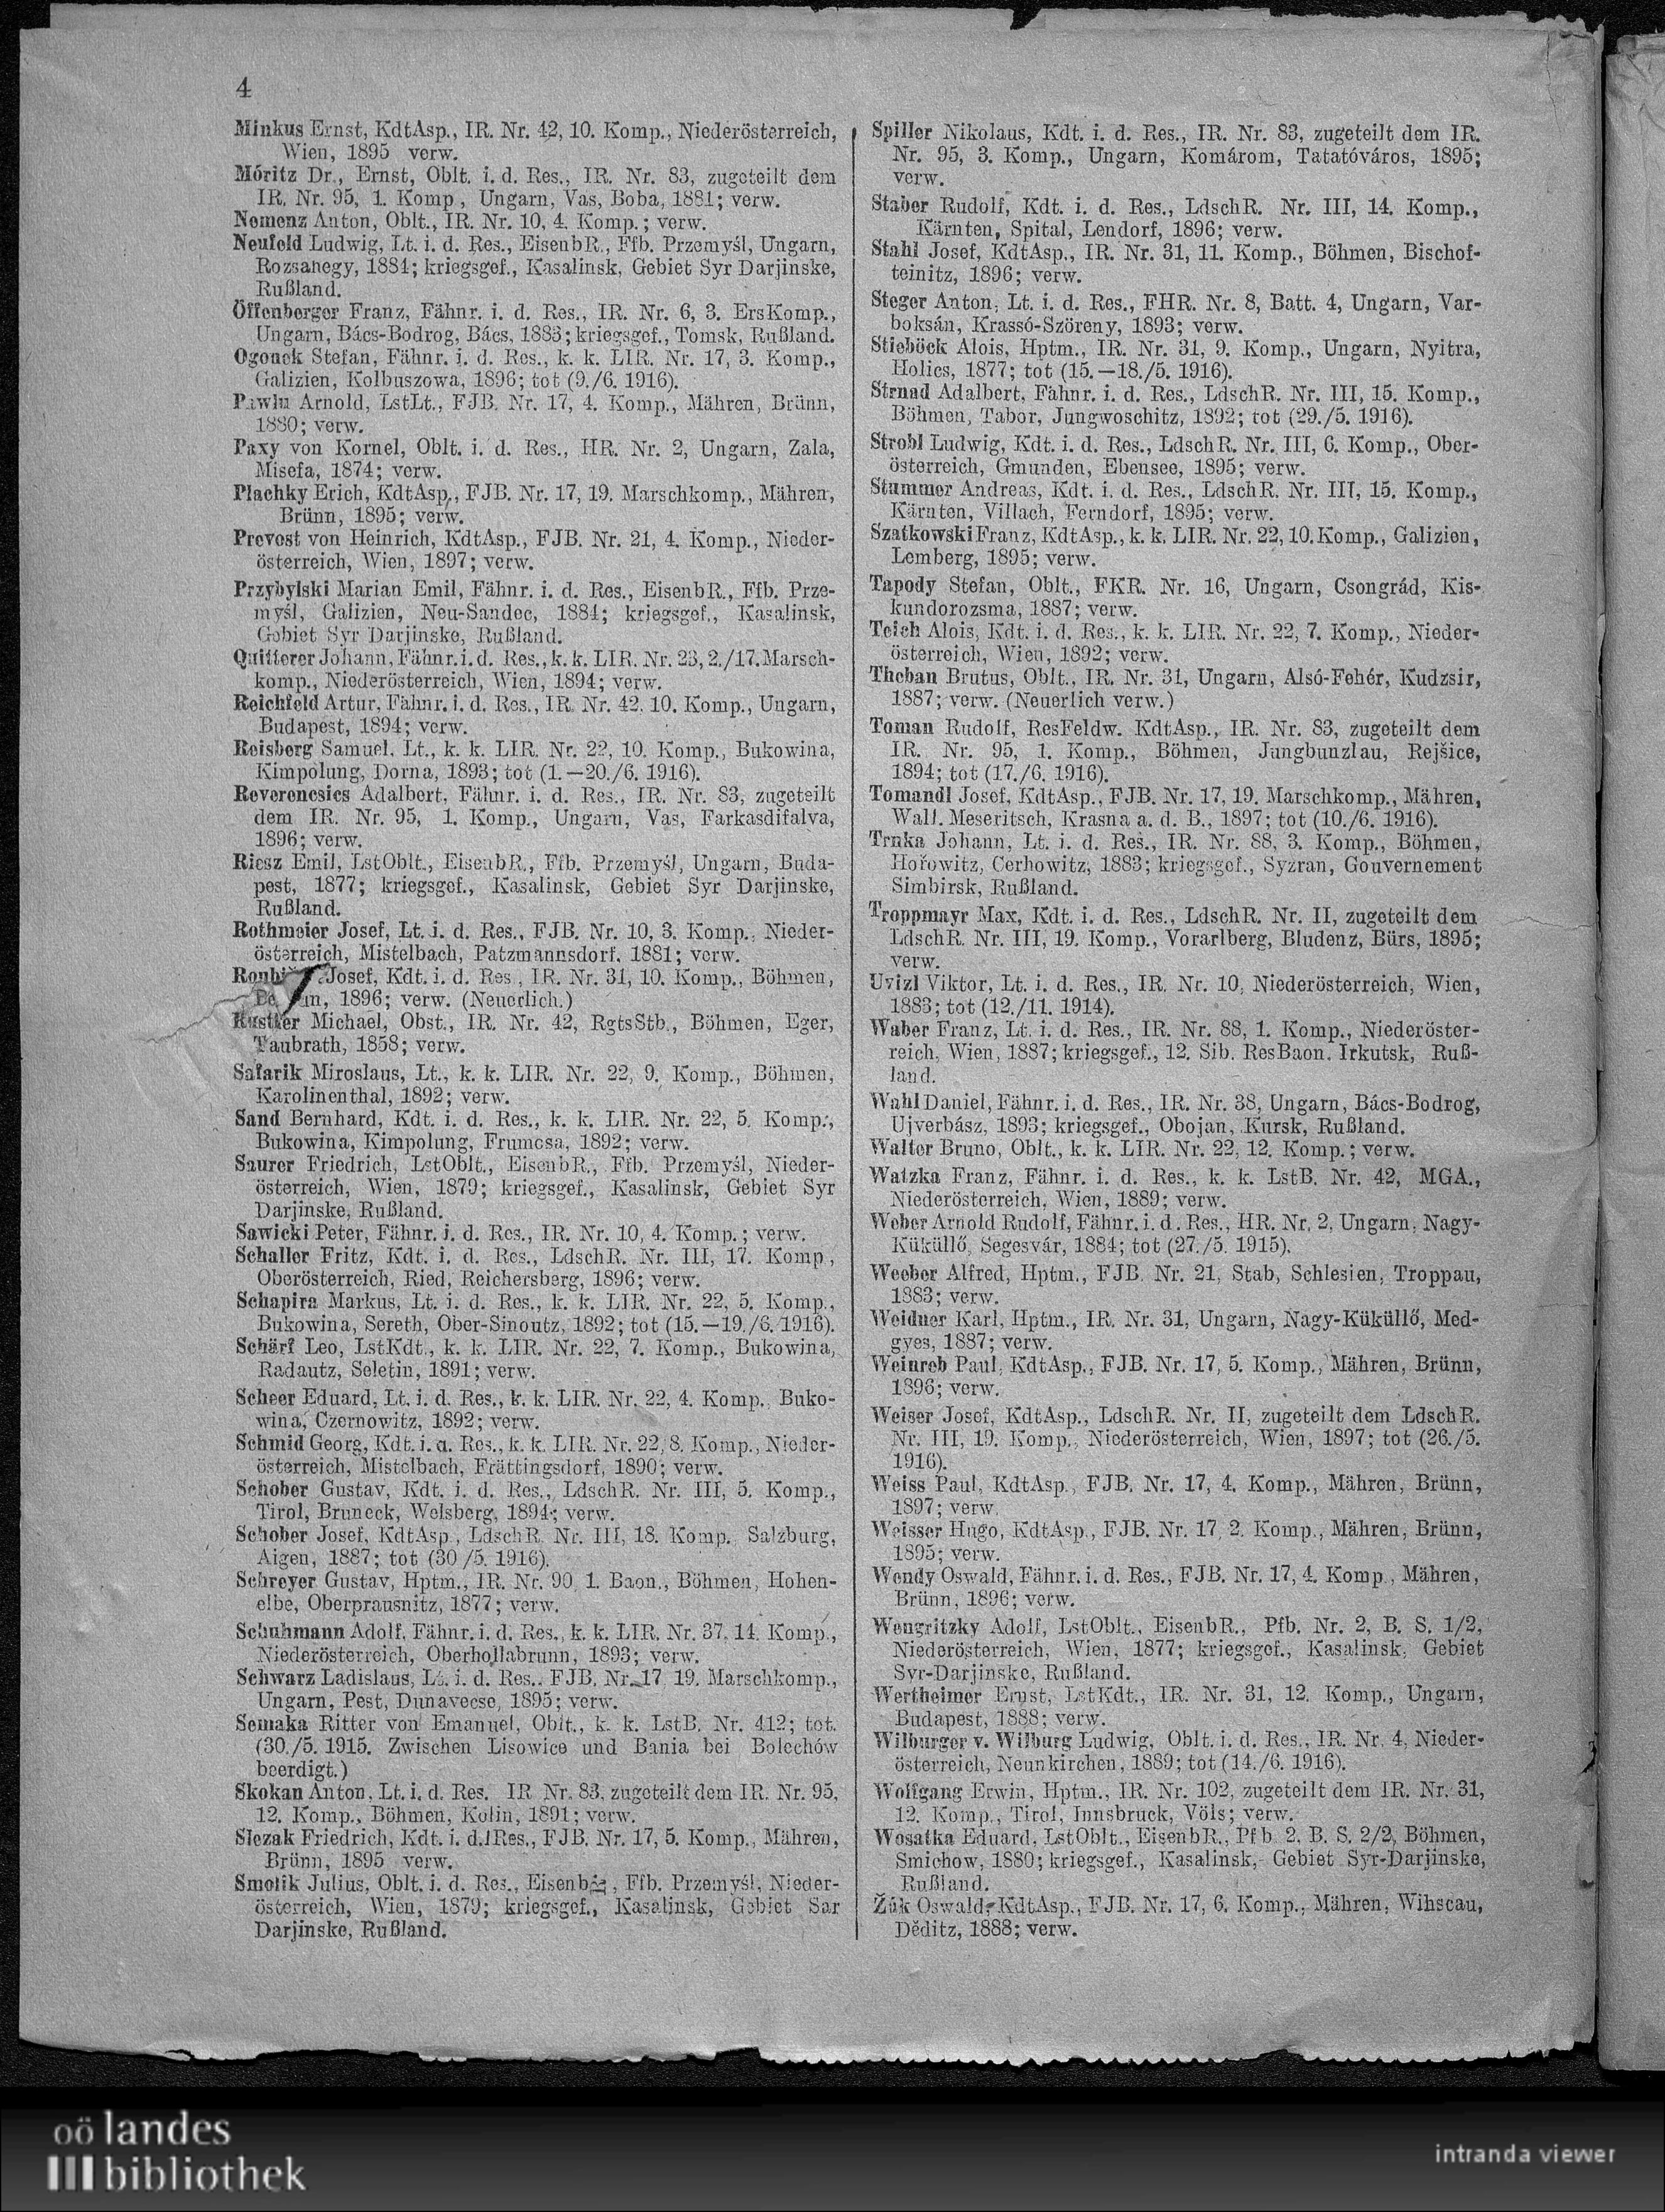 4
Minkus Ernst, KdtAsp., IR. Nr. 42, 10. Komp., Niederösterreich,
Wien, 1895 verw.
Móritz Dr., Ernst, Oblt. i. d. Res., IR. Nr. 83, zugeteilt dem
IR. Nr. 95, 1. Komp., Ungarn, Vas, Boba, 1881; verw.
Nemenz Anton, Oblt., IR. Nr. 10, 4. Komp.; verw.
Neufeld Ludwig, Lt. i. d. Res., EisenbR., Ffb. Przemyśl, Ungarn,
Rozsahegy, 1884; kriegsgef., Kasalinsk, Gebiet Syr Darjinske,
Rußland.
Öffenberger Franz, Fähnr. i. d. Res., IR. Nr. 6, 3. ErsKomp.,
Ungarn, Bács-Bodrog, Bács, 1883; kriegsgef., Tomsk, Rußland.
Ogonek Stefan, Fähnr. i. d. Res., k. k. LIR. Nr. 17, 3. Komp.,
Galizien, Kolbuszowa, 1896; tot (9./6. 1916).
Pawlu Arnold, LstLt., FJB. Nr. 17, 4. Komp., Mähren, Brünn,
1880; verw.
Paxy von Kornel, Oblt. i. d. Res., HR. Nr. 2, Ungarn, Zala,
Misefa, 1874; verw.
Plachky Erich, KdtAsp., FJB. Nr. 17, 19. Marschkomp., Mähren,
Brünn, 1895; verw.
Prevost von Heinrich, KdtAsp., FJB. Nr. 21, 4. Komp., Nieder-
österreich, Wien, 1897; verw.
Przybylski Marian Emil, Fähnr. i. d. Res., EisenbR., Ffb. Prze-
myśl, Galizien, Neu-Sandec, 1884; kriegsgef., Kasalinsk,
Gebiet Syr Darjinske, Rußland.
Quitterer Johann, Fähnr. i. d. Res., k. k. LIR. Nr. 23, 2./17. Marsch-
komp., Niederösterreich, Wien, 1894; verw.
Reichfeld Artur, Fähnr. i. d. Res., IR. Nr. 42, 10. Komp., Ungarn,
Budapest, 1894; verw.
Reisberg Samuel, Lt., k. k. LIR. Nr. 22, 10. Komp., Bukowina,
Kimpolung, Dorna, 1893; tot (1.—20./6. 1916).
Reverencsics Adalbert, Fähnr. i. d. Res., IR. Nr. 83, zugeteilt
dem IR. Nr. 95, 1. Komp., Ungarn, Vas, Farkasdifalva,
1896; verw.
Riesz Emil, LstOblt., EisenbR., Ffb. Przemyśl, Ungarn, Buda-
pest, 1877; kriegsgef., Kasalinsk, Gebiet Syr Darjinske,
Rußland.
Rothmeier Josef, Lt. i. d. Res., FJB. Nr. 10, 3. Komp., Nieder-
österreich, Mistelbach, Patzmannsdorf, 1881; verw.
Josef, Kdt. i. d. Res., IR. Nr. 31, 10. Komp., Böhmen,
1896; verw. (Neuerlich.)
Rustler Michael, Obst., IR. Nr. 42, RgtsStb., Böhmen, Eger,
Taubrath, 1858; verw.
Šafarik Miroslaus, Lt., k. k. LIR. Nr. 22, 9. Komp., Böhmen,
Karolinenthal, 1892; verw.
Sand Bernhard, Kdt. i. d. Res., k. k. LIR. Nr. 22, 5. Komp.,
Bukowina, Kimpolung, Frumosa, 1892; verw.
Saurer Friedrich, LstOblt., EisenbR., Ffb. Przemyśl, Nieder-
österreich, Wien, 1879; kriegsgef., Kasalinsk, Gebiet Syr
Darjinske, Rußland.
Sawicki Peter, Fähnr. i. d. Res., IR. Nr. 10, 4. Komp.; verw.
Schaller Fritz, Kdt. i. d. Res., LdschR. Nr. III, 17. Komp.,
Oberösterreich, Ried, Reichersberg, 1896; verw.
Schapira Markus, Lt. i. d. Res., k. k. LIR. Nr. 22, 5. Komp.,
Bukowina, Sereth, Ober-Sinoutz, 1892; tot (15.—19./6. 1916).
Schärf Leo, LstKdt., k. k. LIR. Nr. 22, 7. Komp., Bukowina,
Radautz, Seletin, 1891; verw.
Scheer Eduard, Lt. i. d. Res., k. k. LIR. Nr. 22, 4. Komp., Buko-
wina, Czernowitz, 1892; verw.
Schmid Georg, Kdt. i. d. Res., k. k. LIR. Nr. 22, 8. Komp., Nieder-
österreich, Mistelbach, Frättingsdorf, 1890; verw.
Schober Gustav, Kdt. i. d. Res., LdschR. Nr. III, 5. Komp.,
Tirol, Bruneck, Welsberg, 1894; verw.
Schober Josef, KdtAsp., LdschR. Nr. III, 18. Komp. Salzburg,
Aigen, 1887; tot (30./5. 1916).
Schreyer Gustav, Hptm., IR. Nr. 90, 1. Baon., Böhmen, Hohen-
elbe, Oberprausnitz, 1877; verw.
Schuhmann Adolf, Fähnr. i. d. Res., k. k. LIR. Nr. 37, 14. Komp.,
Niederösterreich, Oberhollabrunn, 1893; verw.
Schwarz Ladislaus, Lt. i. d. Res., FJB. Nr. 17, 19. Marschkomp.,
Ungarn, Pest, Dunavecse, 1895; verw.
Semaka Ritter von Emanuel, Oblt., k. k. LstB. Nr. 412; tot.
(30./5. 1915. Zwischen Lisowice und Bania bei Bolechów
beerdigt.)
Skokan Anton, Lt. i. d. Res. IR. Nr. 83, zugeteilt dem IR. Nr. 95,
12. Komp., Böhmen, Kolin, 1891; verw.
Slezak Friedrich, Kdt. i. d. Res., FJB. Nr. 17, 5. Komp., Mähren,
Brünn, 1895 verw.
Smolik Julius, Oblt. i. d. Res., EisenbR., Ffb. Przemyśl, Nieder-
österreich, Wien, 1879; kriegsgef., Kasalinsk, Gebiet Sar
Darjinske, Rußland.
Spiller Nikolaus, Kdt. i. d. Res., IR. Nr. 83, zugeteilt dem IR.
Nr. 95, 3. Komp., Ungarn, Komárom, Tatatóváros, 1895;
verw.
Staber Rudolf, Kdt. i. d. Res., LdschR. Nr. III, 14. Komp.,
Kärnten, Spital, Lendorf, 1896; verw.
Stahl Josef, KdtAsp., IR. Nr. 31, 11. Komp., Böhmen, Bischof-
teinitz, 1896; verw.
Steger Anton, Lt. i. d. Res., FHR. Nr. 8, Batt. 4, Ungarn, Var-
boksán, Krassó-Szöreny, 1893; verw.
Stieböck Alois, Hptm., IR. Nr. 31, 9. Komp., Ungarn, Nyitra,
Holics, 1877; tot (15.—18./5. 1916).
Strnad Adalbert, Fähnr. i. d. Res., LdschR. Nr. III, 15. Komp.,
Böhmen, Tabor, Jungwoschitz, 1892; tot (29./5. 1916).
Strobl Ludwig, Kdt. i. d. Res., LdschR. Nr. III, 6. Komp., Ober-
österreich, Gmunden, Ebensee, 1895; verw.
Stummer Andreas, Kdt. i. d. Res., LdschR. Nr. III, 15. Komp.,
Kärnten, Villach, Ferndorf, 1895; verw.
Szatkowski Franz, KdtAsp., k. k. LIR. Nr. 22, 10. Komp., Galizien,
Lemberg, 1895; verw.
Tapody Stefan, Oblt., FKR. Nr. 16, Ungarn, Csongrád, Kis-
kundorozsma, 1887; verw.
Teich Alois, Kdt. i. d. Res., k. k. LIR. Nr. 22, 7. Komp., Nieder-
österreich, Wien, 1892; verw.
Theban Brutus, Oblt., IR. Nr. 31, Ungarn, Alsó-Fehér, Kudzsir,
1887; verw. (Neuerlich verw.)
Toman Rudolf, ResFeldw. KdtAsp., IR. Nr. 83, zugeteilt dem
IR. Nr. 95, 1. Komp., Böhmen, Jungbunzlau, Rejšice,
1894; tot (17./6. 1916).
Tomandl Josef, KdtAsp., FJB. Nr. 17, 19. Marschkomp., Mähren,
Wall. Meseritsch, Krasna a. d. B., 1897; tot (10./6. 1916).
Trnka Johann, Lt. i. d. Res., IR. Nr. 88, 3. Komp., Böhmen,
Hořowitz, Cerhowitz, 1883; kriegsgef., Syzran, Gouvernement
Simbirsk, Rußland.
Troppmayr Max, Kdt. i. d. Res., LdschR. Nr. II, zugeteilt dem
LdschR. Nr. III, 19. Komp., Vorarlberg, Bludenz, Bürs, 1895;
verw.
Uvizl Viktor, Lt. i. d. Res., IR. Nr. 10, Niederösterreich, Wien,
1883; tot (12./11. 1914).
Waber Franz, Lt. i. d. Res., IR. Nr. 88, 1. Komp., Niederöster-
reich, Wien, 1887; kriegsgef., 12. Sib. ResBaon. Irkutsk, Ruß-
land.
Wahl Daniel, Fähnr. i. d. Res., IR. Nr. 38, Ungarn, Bács-Bodrog,
Ujverbász, 1893; kriegsgef., Obojan, Kursk, Rußland.
Walter Bruno, Oblt., k. k. LIR. Nr. 22, 12. Komp.; verw.
Watzka Franz, Fähnr. i. d. Res., k. k. LstB. Nr. 42, MGA.,
Niederösterreich, Wien, 1889; verw.
Weber Arnold Rudolf, Fähnr. i. d. Res., HR. Nr. 2, Ungarn, Nagy-
Küküllő, Segesvár, 1884; tot (27./5. 1915).
Weeber Alfred, Hptm., FJB. Nr. 21, Stab, Schlesien, Troppau,
1883; verw.
Weidner Karl, Hptm., IR. Nr. 31, Ungarn, Nagy-Küküllő, Med-
gyes, 1887; verw.
Weinreb Paul, KdtAsp., FJB. Nr. 17, 5. Komp., Mähren, Brünn,
1896; verw.
Weiser Josef, KdtAsp., LdschR. Nr. II, zugeteilt dem LdschR.
Nr. III, 19. Komp., Niederösterreich, Wien, 1897; tot (26./5.
1916).
Weiss Paul, KdtAsp., FJB. Nr. 17, 4. Komp., Mähren, Brünn,
1897; verw.
Weisser Hugo, KdtAsp., FJB. Nr. 17, 2. Komp., Mähren, Brünn,
1895; verw.
Wendy Oswald, Fähnr. i. d. Res., FJB. Nr. 17, 4. Komp., Mähren,
Brünn, 1896; verw.
Wengritzky Adolf, LstOblt., EisenbR., Pfb. Nr. 2, B. S. 1/2,
Niederösterreich, Wien, 1877; kriegsgef., Kasalinsk, Gebiet
Syr-Darjinske, Rußland.
Wertheimer Ernst, LstKdt., IR. Nr. 31, 12. Komp., Ungarn,
Budapest, 1888; verw.
Wilburger v. Wilburg Ludwig, Oblt. i. d. Res., IR. Nr. 4, Nieder-
österreich, Neunkirchen, 1889; tot (14./6. 1916).
Wolfgang Erwin, Hptm., IR. Nr. 102, zugeteilt dem IR. Nr. 31,
12. Komp., Tirol, Innsbruck, Völs; verw.
Wosatka Eduard, LstOblt., EisenbR., Pfb. 2, B. S. 2/2, Böhmen,
Smichow, 1880; kriegsgef., Kasalinsk, Gebiet Syr-Darjinske,
Rußland.
Žák Oswald, KdtAsp., FJB. Nr. 17, 6. Komp., Mähren, Wihscau,
Děditz, 1888; verw.
oö landes
bibliothek
intranda viewer